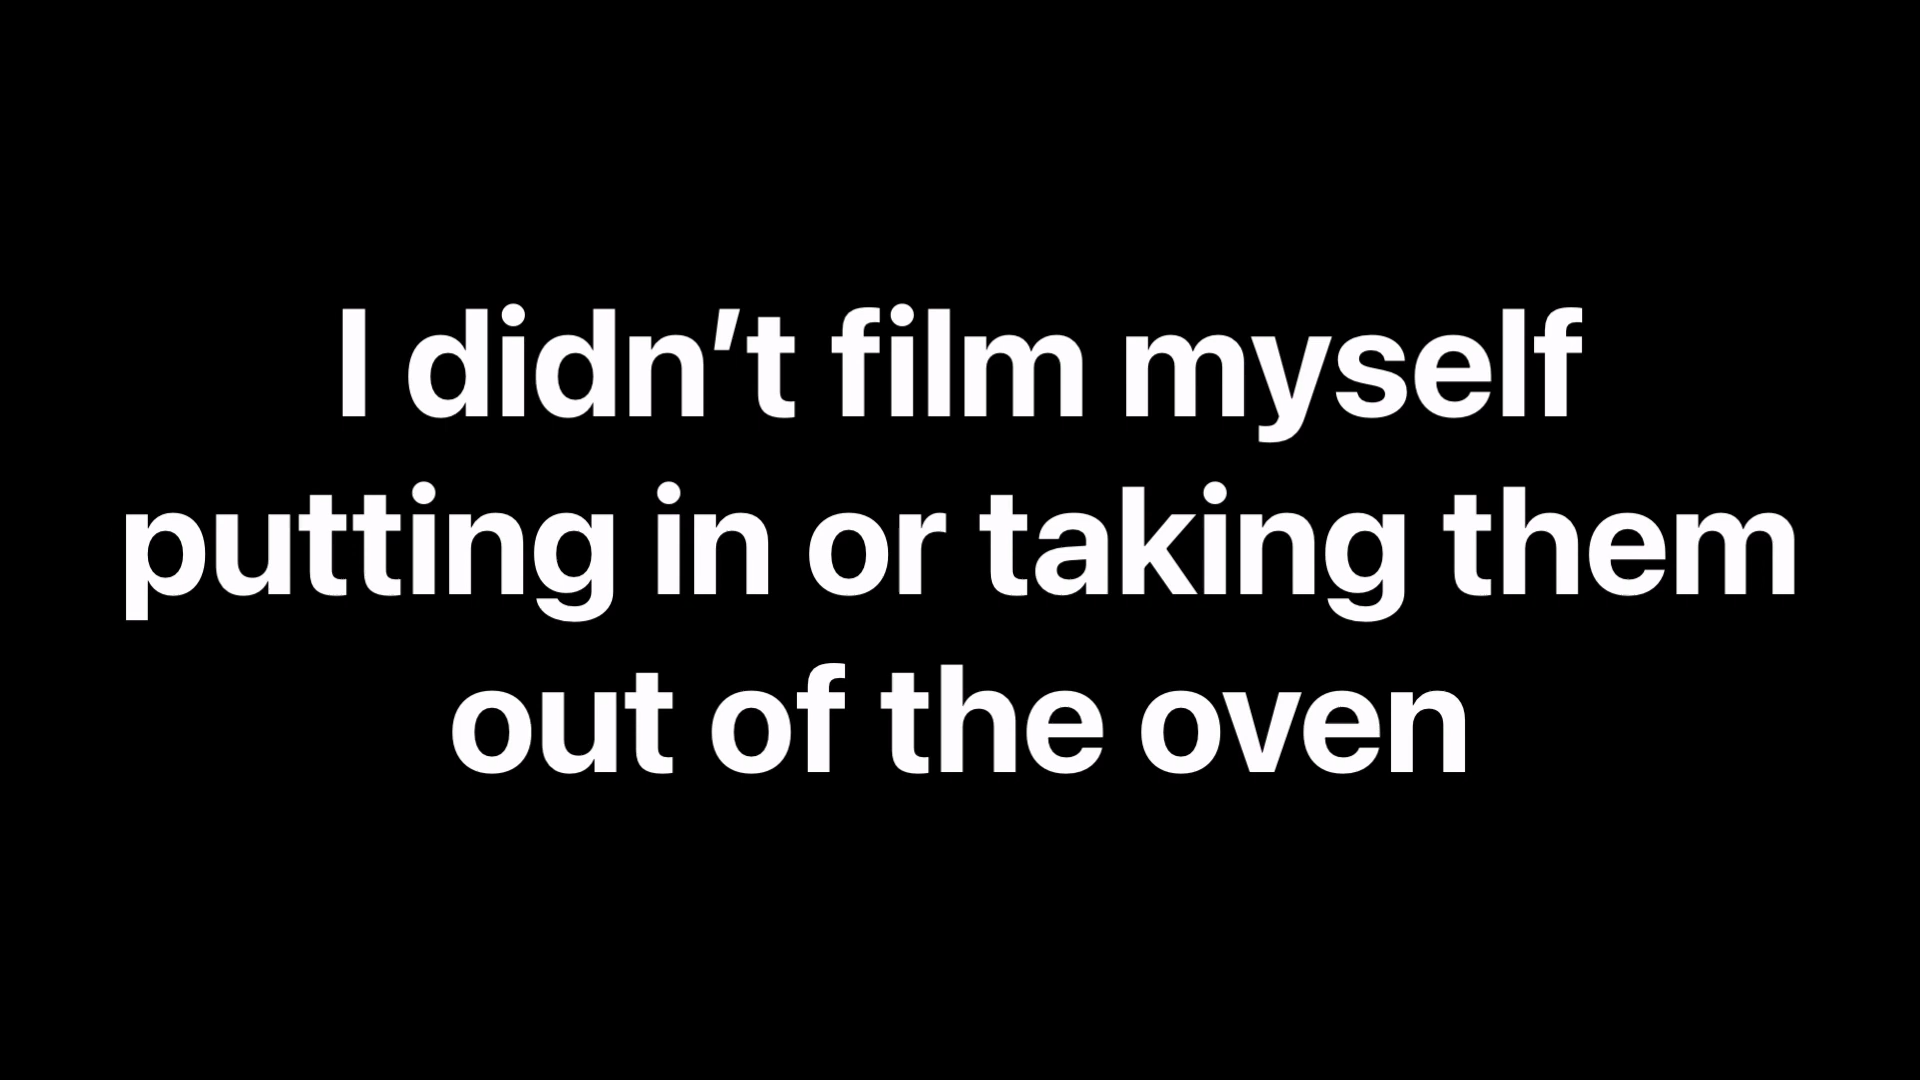 I didn’t film myself
putting in or taking them
out of the oven